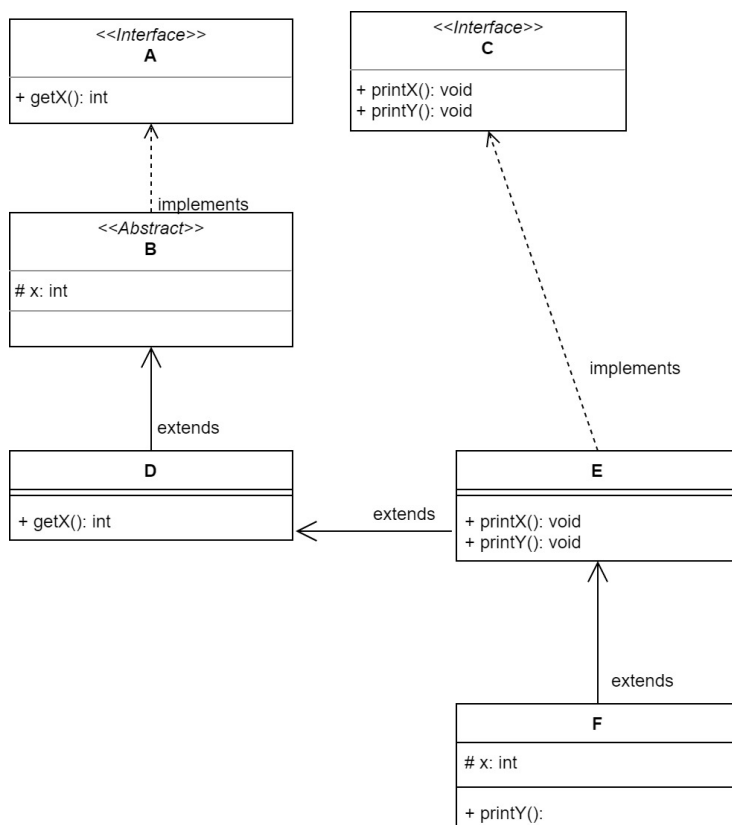 <<Interface>>
A
+ getX(): int
<<Interface>>
C
+ printX(): void
+ printY(): void
implements
<<Abstract>>
B
# x: int
implements
extends
D
+ getX(): int
extends
E
+ printX(): void
+ printY(): void
extends
F
# x: int
+ printY():